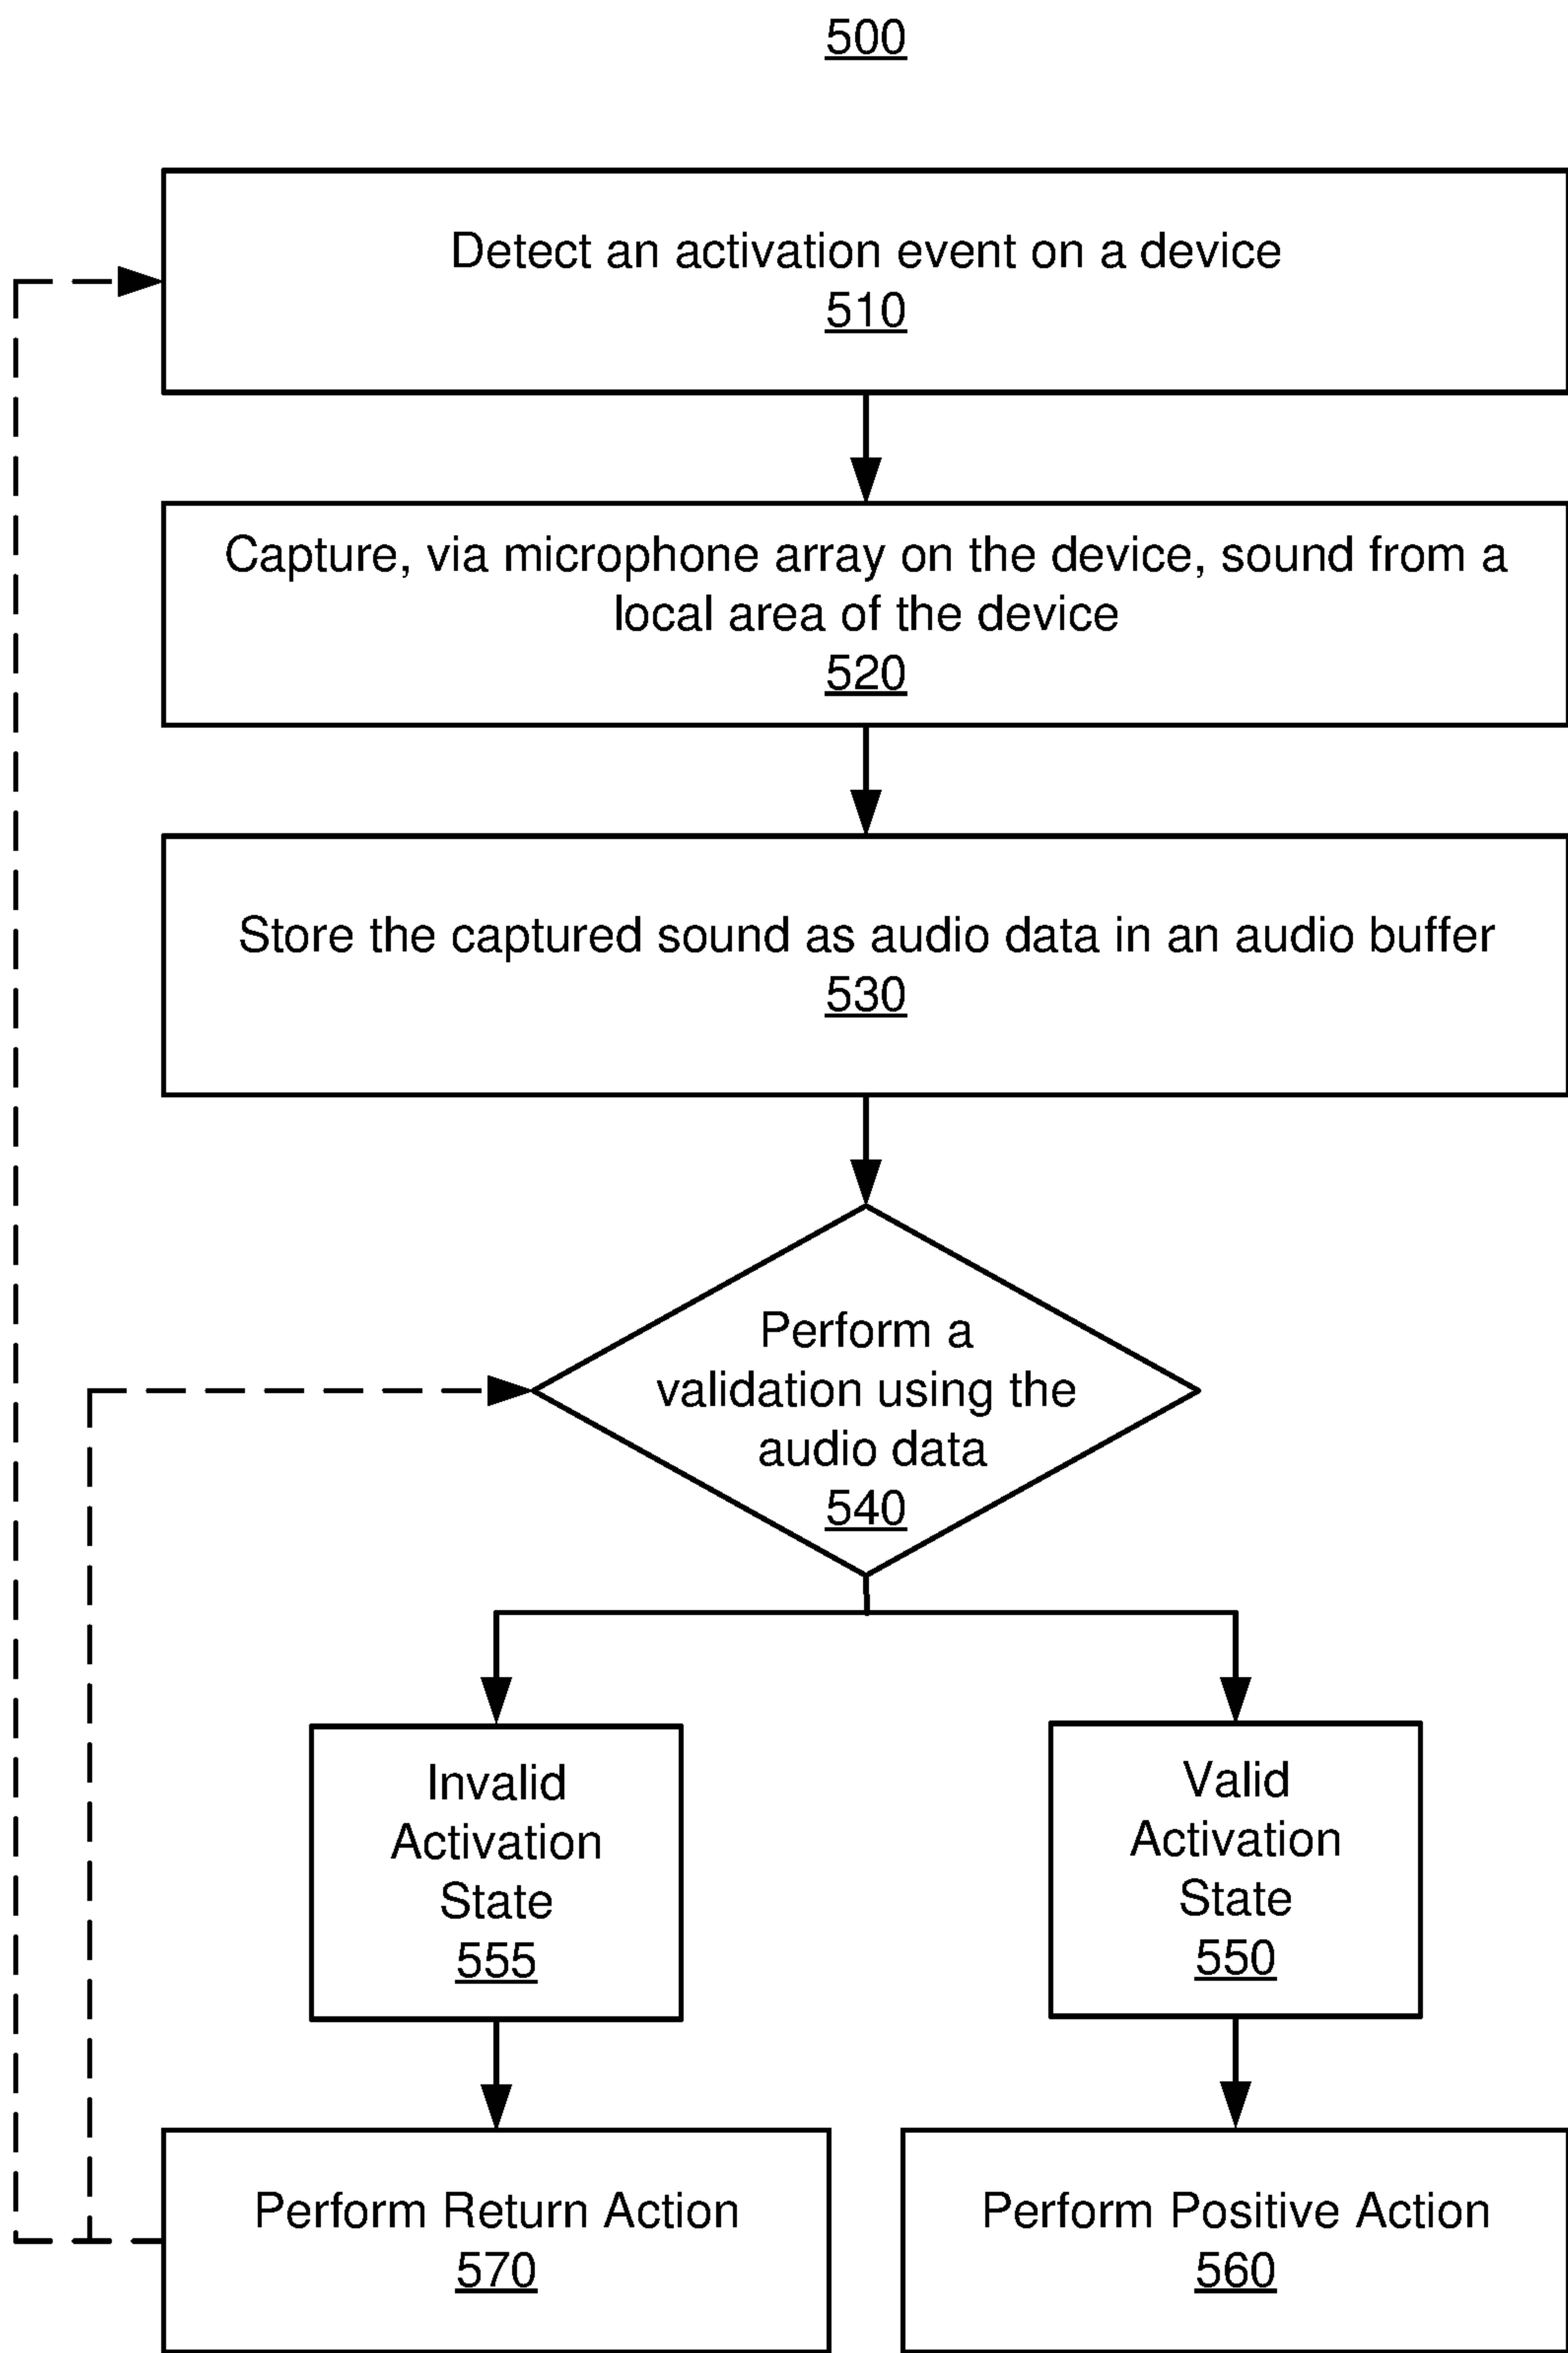 500
Detect an activation event on a device
510
Capture, via microphone array on the device, sound from a
local area of the device
520
Store the captured sound as audio data in an audio buffer
530
Perform a
validation using the
audio data
540
Invalid
Activation
State
555
Valid
Activation
State
550
Perform Return Action
570
Perform Positive Action
560